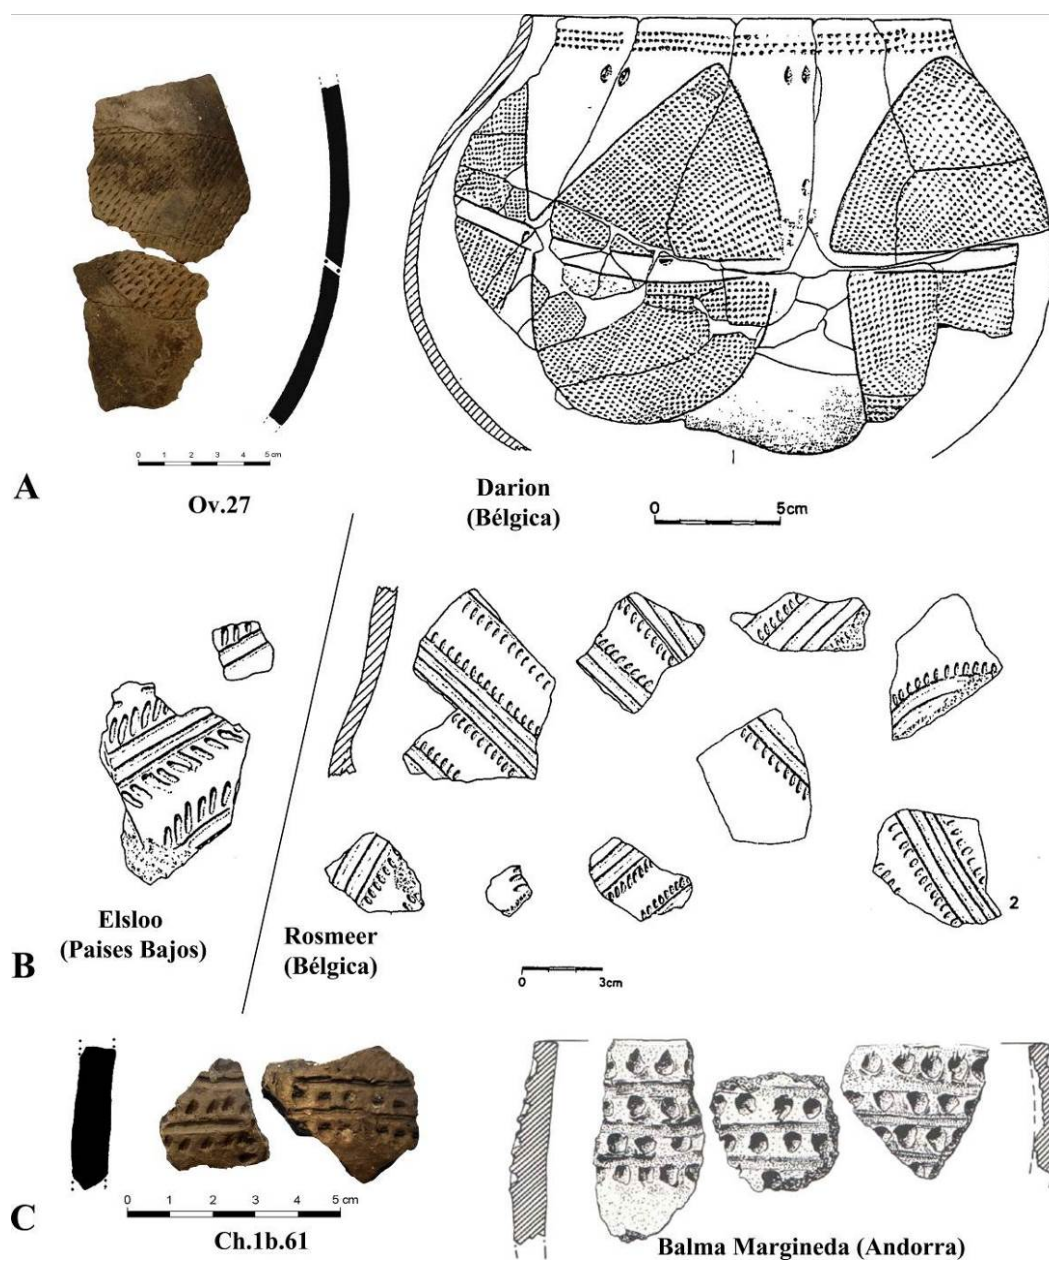 0 1 2 3 4 5 cm
A
Ov.27
Darion
(Bélgica)
0 5cm
Elsloo
(Paises Bajos)
B
Rosmeer
(Bélgica)
2
0 3cm
0 1 2 3 4 5 cm
C
Ch.1b.61
Balma Margineda (Andorra)